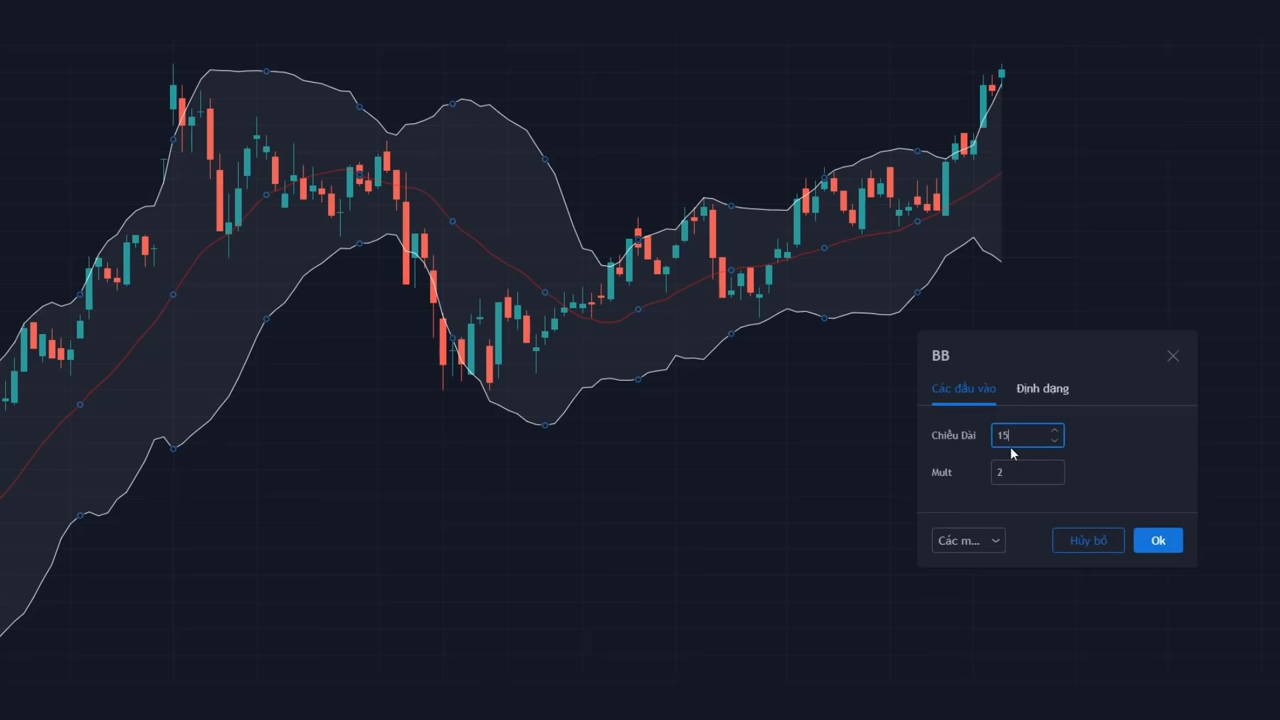 BB
Các đầu vào Định dạng
Chiều Dài 15
Mult 2
Các m... Hủy bỏ Ok